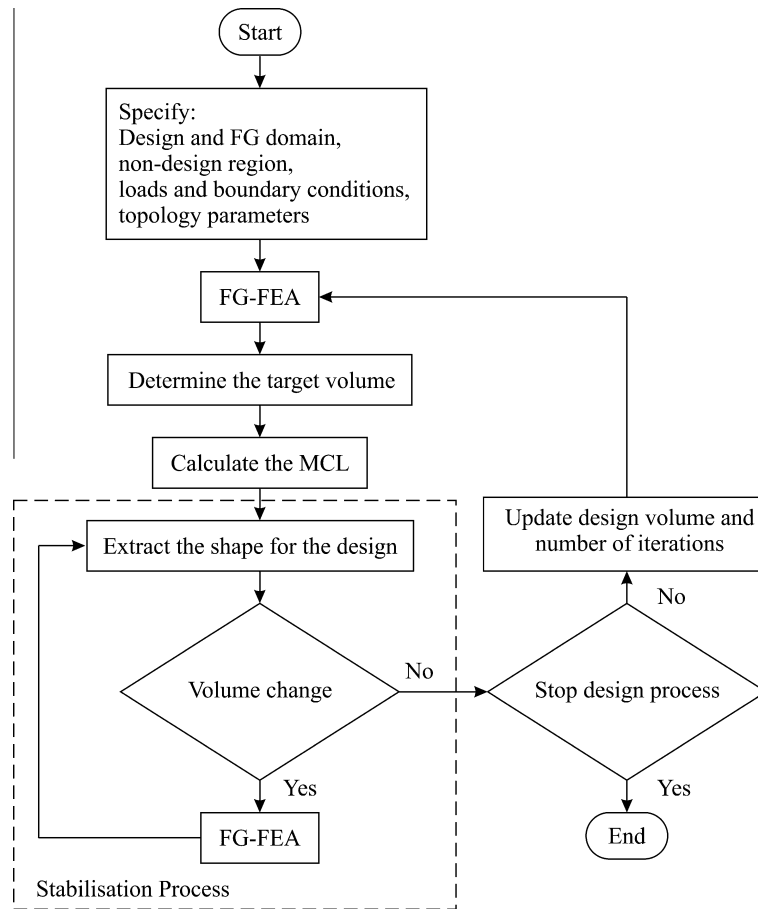 Start
Specify:
Design and FG domain,
non-design region,
loads and boundary conditions,
topology parameters
FG-FEA
Determine the target volume
Calculate the MCL
Extract the shape for the design
Volume change
No
Yes
FG-FEA
Stabilisation Process
Update design volume and
number of iterations
No
Stop design process
Yes
End